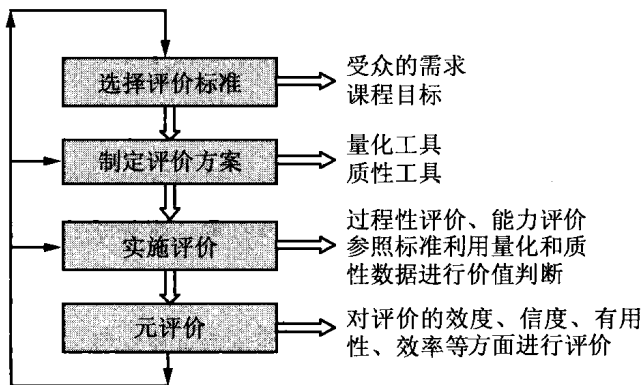 选择评价标准
受众的需求
课程目标
制定评价方案
量化工具
质性工具
实施评价
过程性评价、能力评价
参照标准利用量化和质
性数据进行价值判断
元评价
对评价的效度、信度、有用
性、效率等方面进行评价